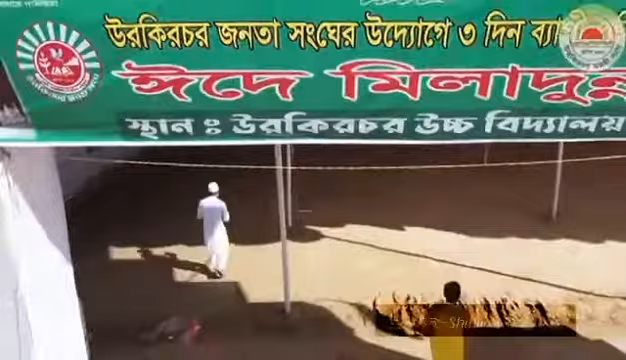 উরকিরচর জনতা সংঘের উদ্যোগে ৩ দিন
ঈদে মিলাদুন্ন
স্থান ঃ উরকিরচর উচ্চ বিদ্যালয়